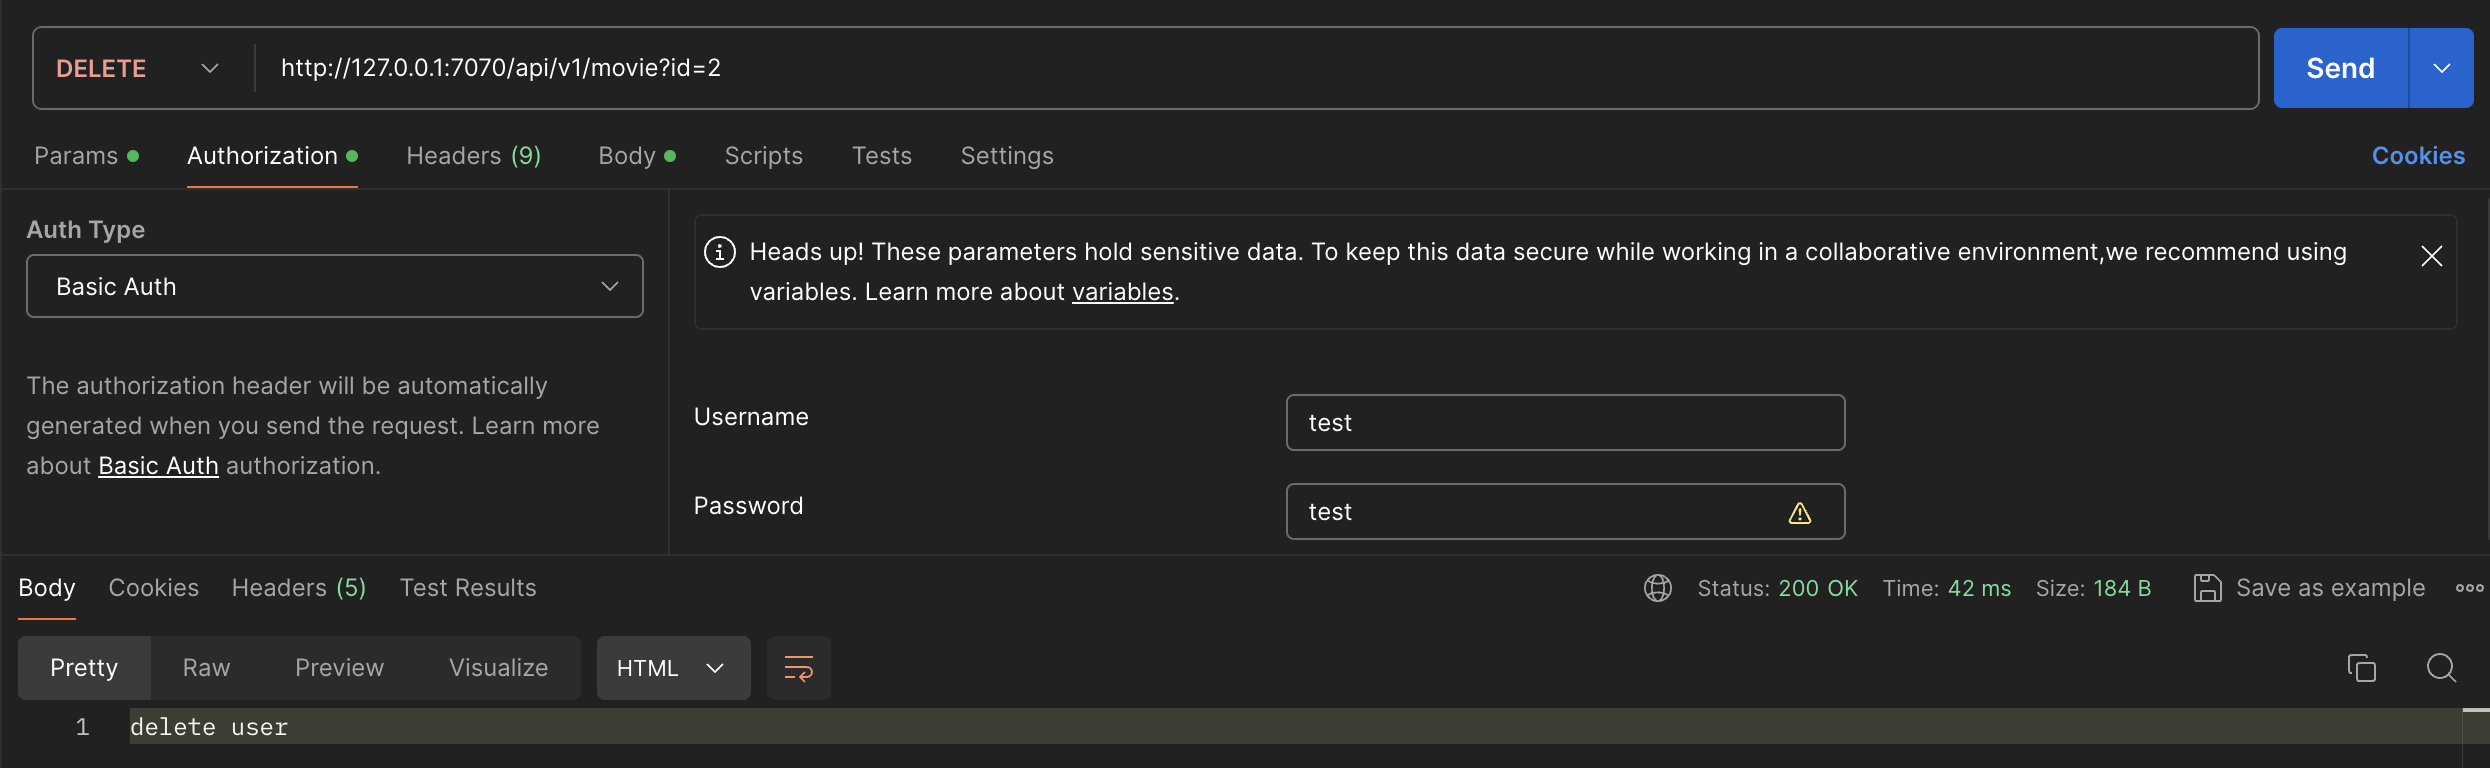 DELETE http://127.0.0.1:7070/api/v1/movie?id=2 Send
Params Authorization Headers (9) Body Scripts Tests Settings Cookies
Auth Type
Basic Auth
The authorization header will be automatically
generated when you send the request. Learn more
about Basic Auth authorization.
Heads up! These parameters hold sensitive data. To keep this data secure while working in a collaborative environment,we recommend using
variables. Learn more about variables.
Username test
Password test
Body Cookies Headers (5) Test Results Status: 200 OK Time: 42 ms Size: 184 B Save as example
Pretty Raw Preview Visualize HTML
1 delete user